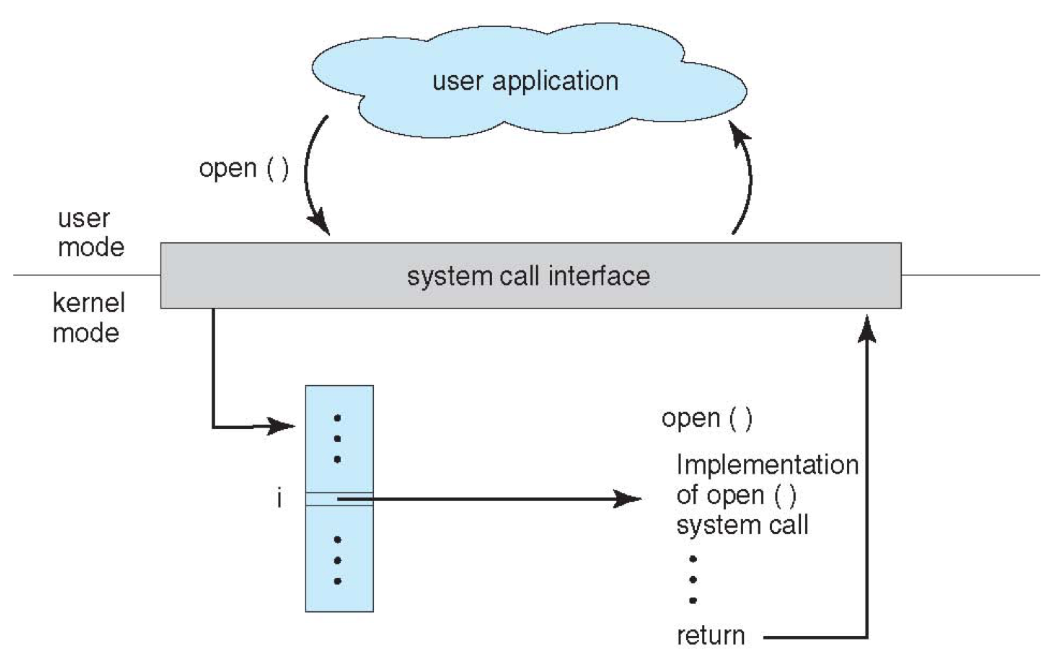 user application
open ( )
user
mode
system call interface
kernel
mode
open ( )
i
Implementation
of open ( )
system call
return